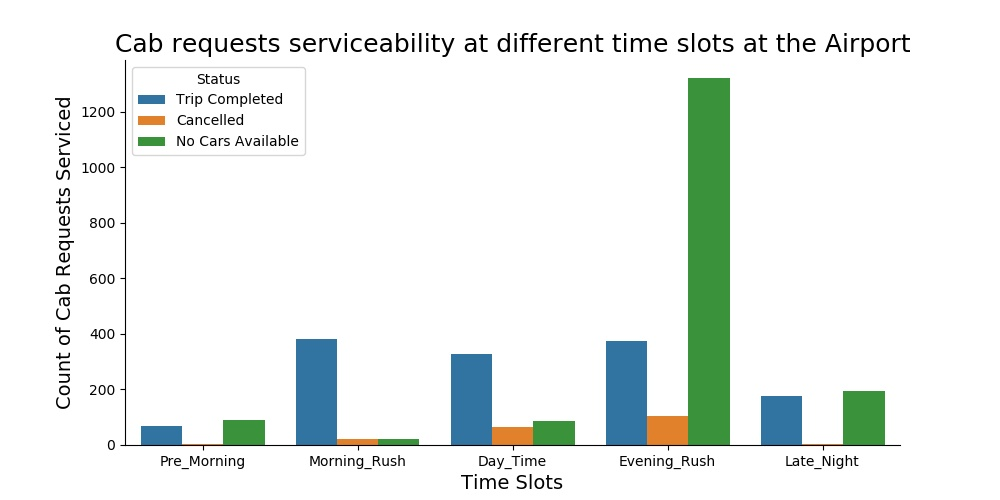 Cab requests serviceability at different time slots at the Airport
Status
Trip Completed
Cancelled
No Cars Available
Count of Cab Requests Serviced
1200
1000
800
600
400
200
0
Pre_Morning
Morning_Rush
Day_Time
Evening_Rush
Late_Night
Time Slots